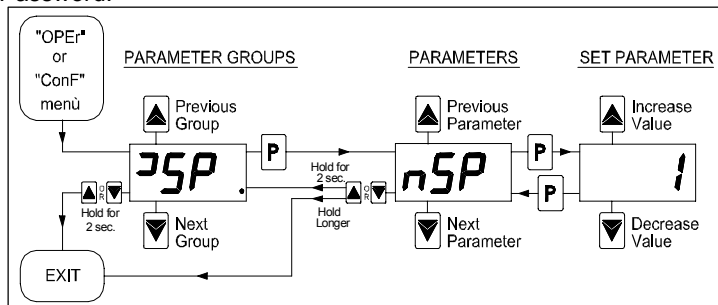 Password.
"OPEr"
or
"ConF"
menù
PARAMETER GROUPS
PARAMETERS
SET PARAMETER
Previous
Group
Previous
Parameter
Increase
Value
P
P
P
SP.
nSP
1
Hold for
2 sec.
OR
Hold
Longer
OR
Hold for
2 sec.
Next
Group
Next
Parameter
Decrease
Value
EXIT